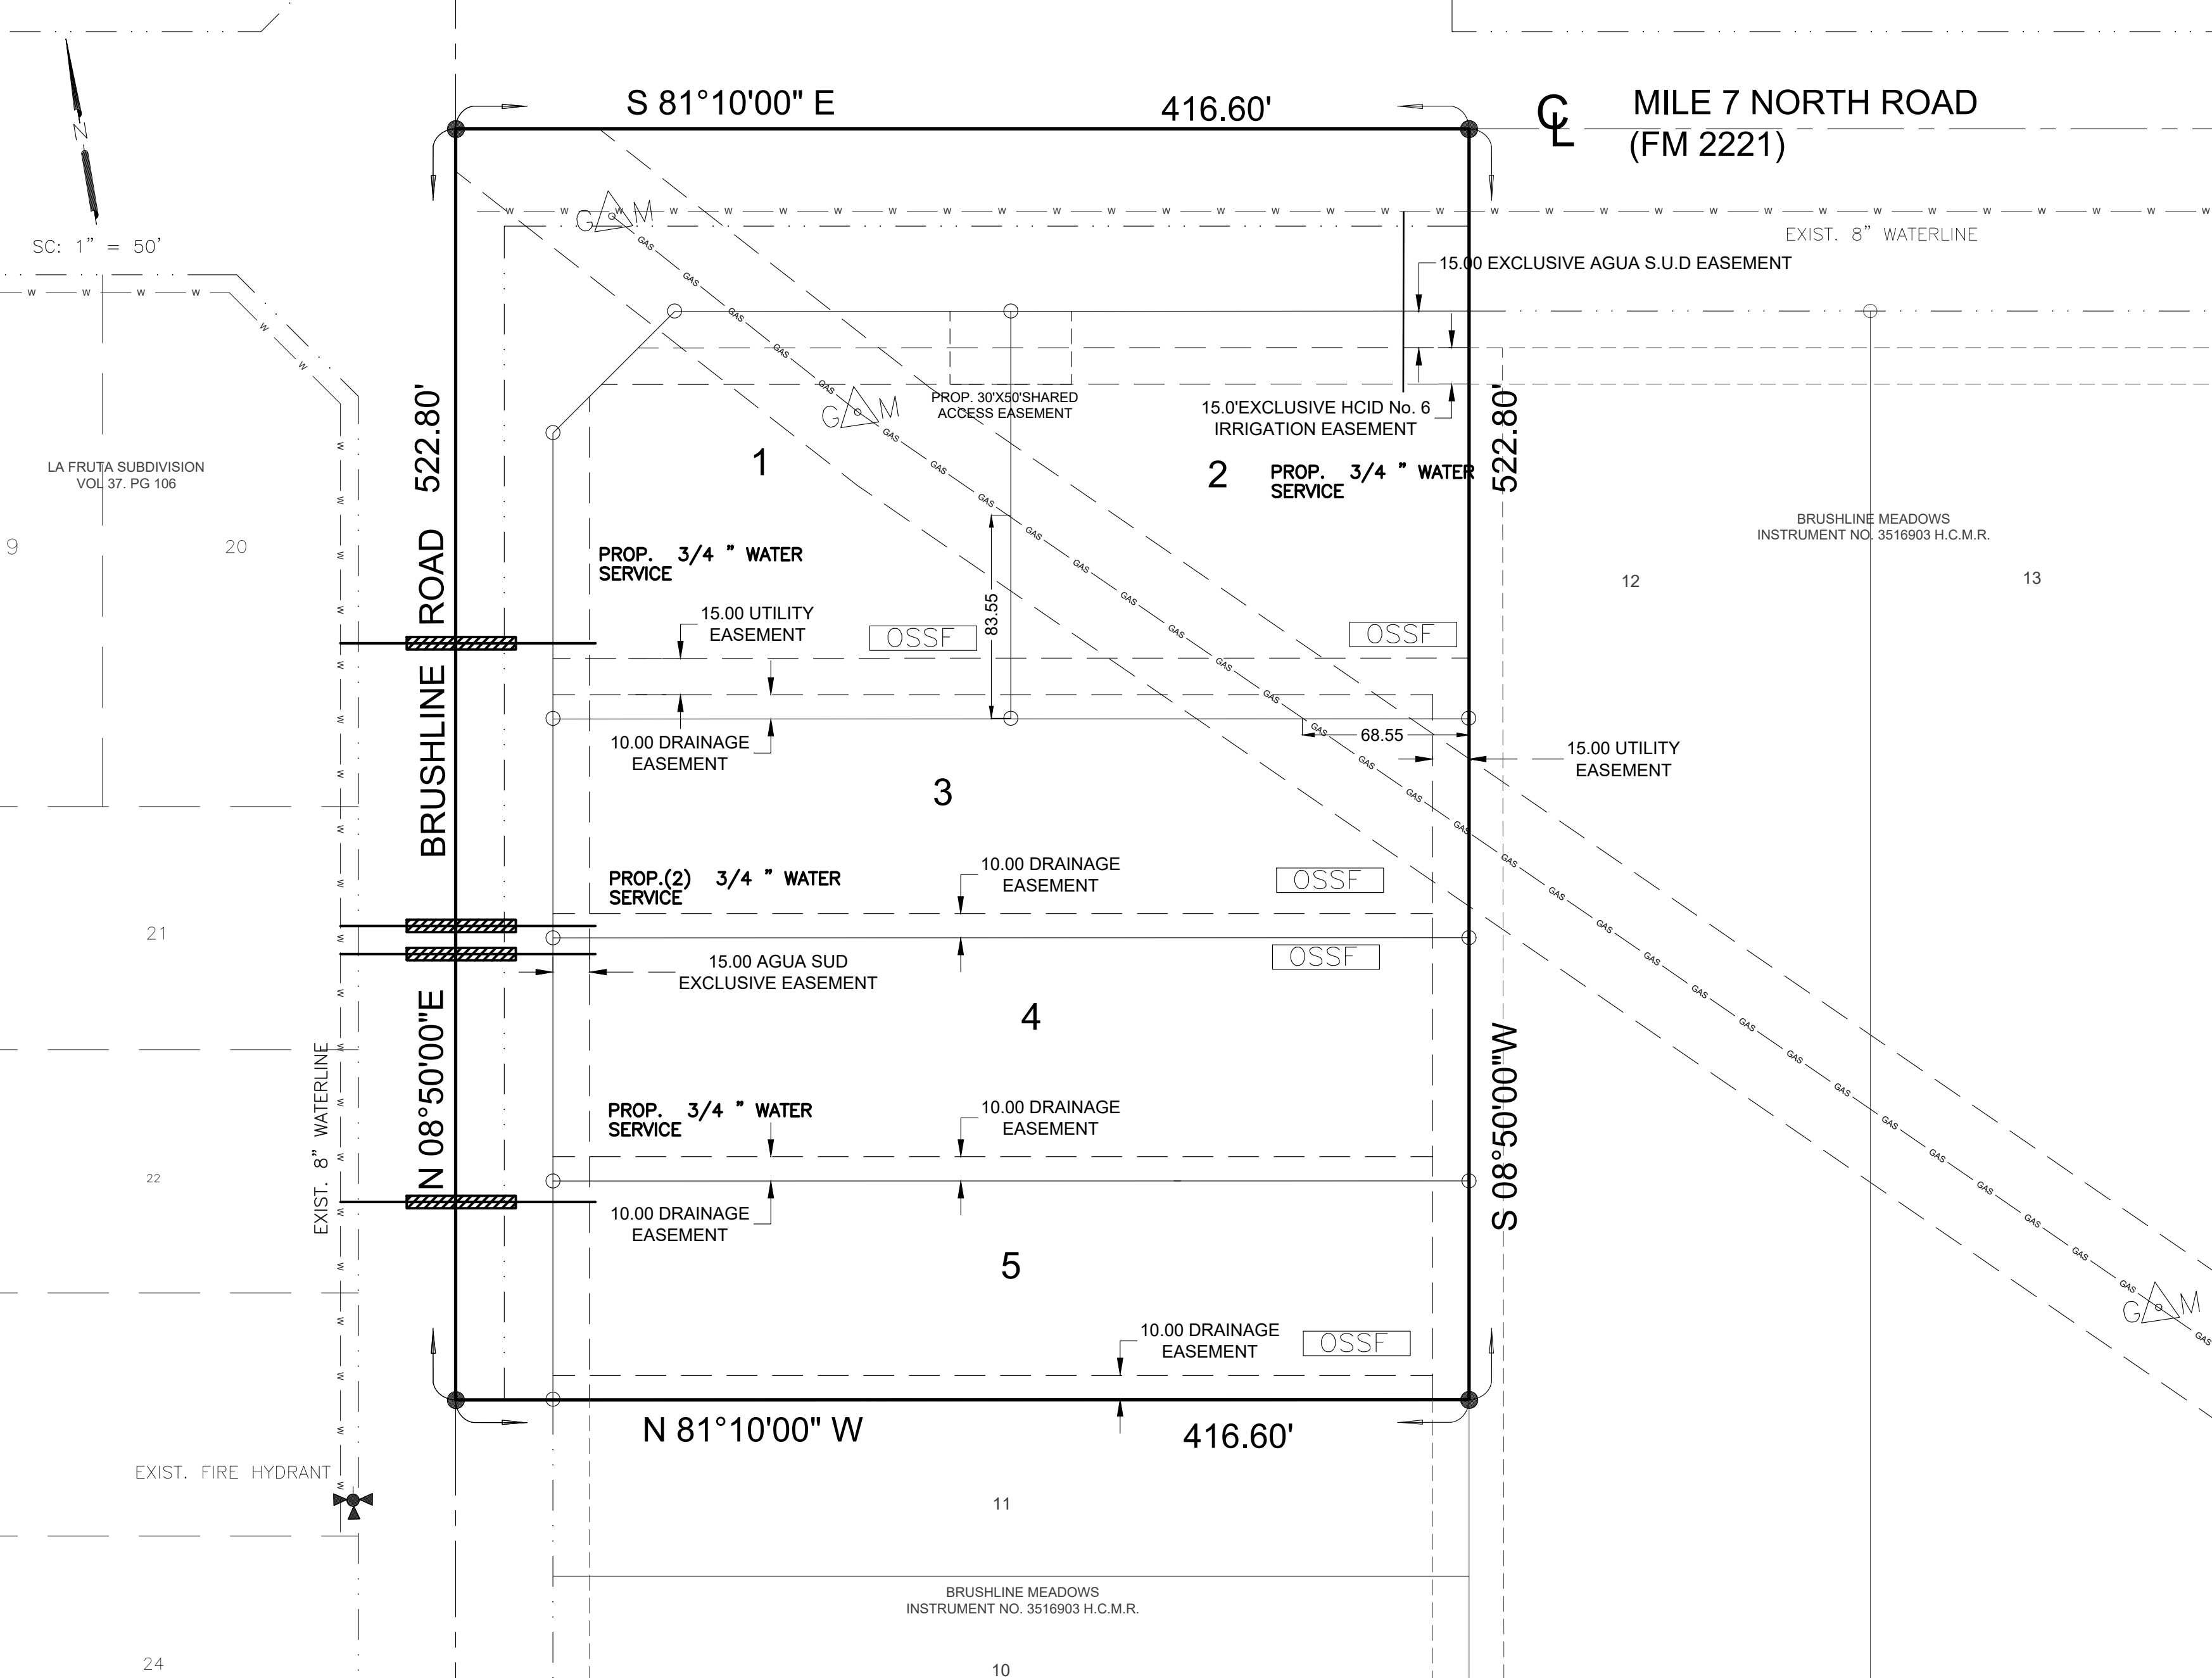 S 81°10'00" E
416.60'
℄
MILE 7 NORTH ROAD
(FM 2221)
N
SC: 1” = 50’
G M
EXIST. 8” WATERLINE
15.00 EXCLUSIVE AGUA S.U.D EASEMENT
PROP. 30'X50'SHARED
ACCESS EASEMENT
G M
15.0'EXCLUSIVE HCID No. 6
IRRIGATION EASEMENT
LA FRUTA SUBDIVISION
VOL 37. PG 106
BRUSHLINE ROAD 522.80'
522.80'
1
2
PROP. 3/4 ” WATER
SERVICE
BRUSHLINE MEADOWS
INSTRUMENT NO. 3516903 H.C.M.R.
9
20
12
13
PROP. 3/4 ” WATER
SERVICE
15.00 UTILITY
EASEMENT
OSSF
83.55
OSSF
10.00 DRAINAGE
EASEMENT
68.55
15.00 UTILITY
EASEMENT
3
PROP.(2) 3/4 ” WATER
SERVICE
10.00 DRAINAGE
EASEMENT
OSSF
21
15.00 AGUA SUD
EXCLUSIVE EASEMENT
OSSF
4
N 08°50'00"E
S 08°50'00"W
EXIST. 8” WATERLINE
PROP. 3/4 ” WATER
SERVICE
10.00 DRAINAGE
EASEMENT
22
10.00 DRAINAGE
EASEMENT
5
G M
10.00 DRAINAGE
EASEMENT
OSSF
N 81°10'00" W
416.60'
EXIST. FIRE HYDRANT
11
BRUSHLINE MEADOWS
INSTRUMENT NO. 3516903 H.C.M.R.
24
10
W
GAS